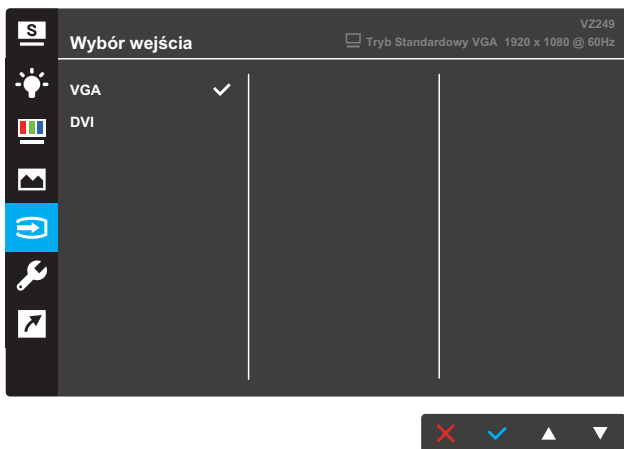 S
VZ249
Wybór wejścia
Tryb Standardowy VGA 1920 x 1080 @ 60Hz
VGA
DVI